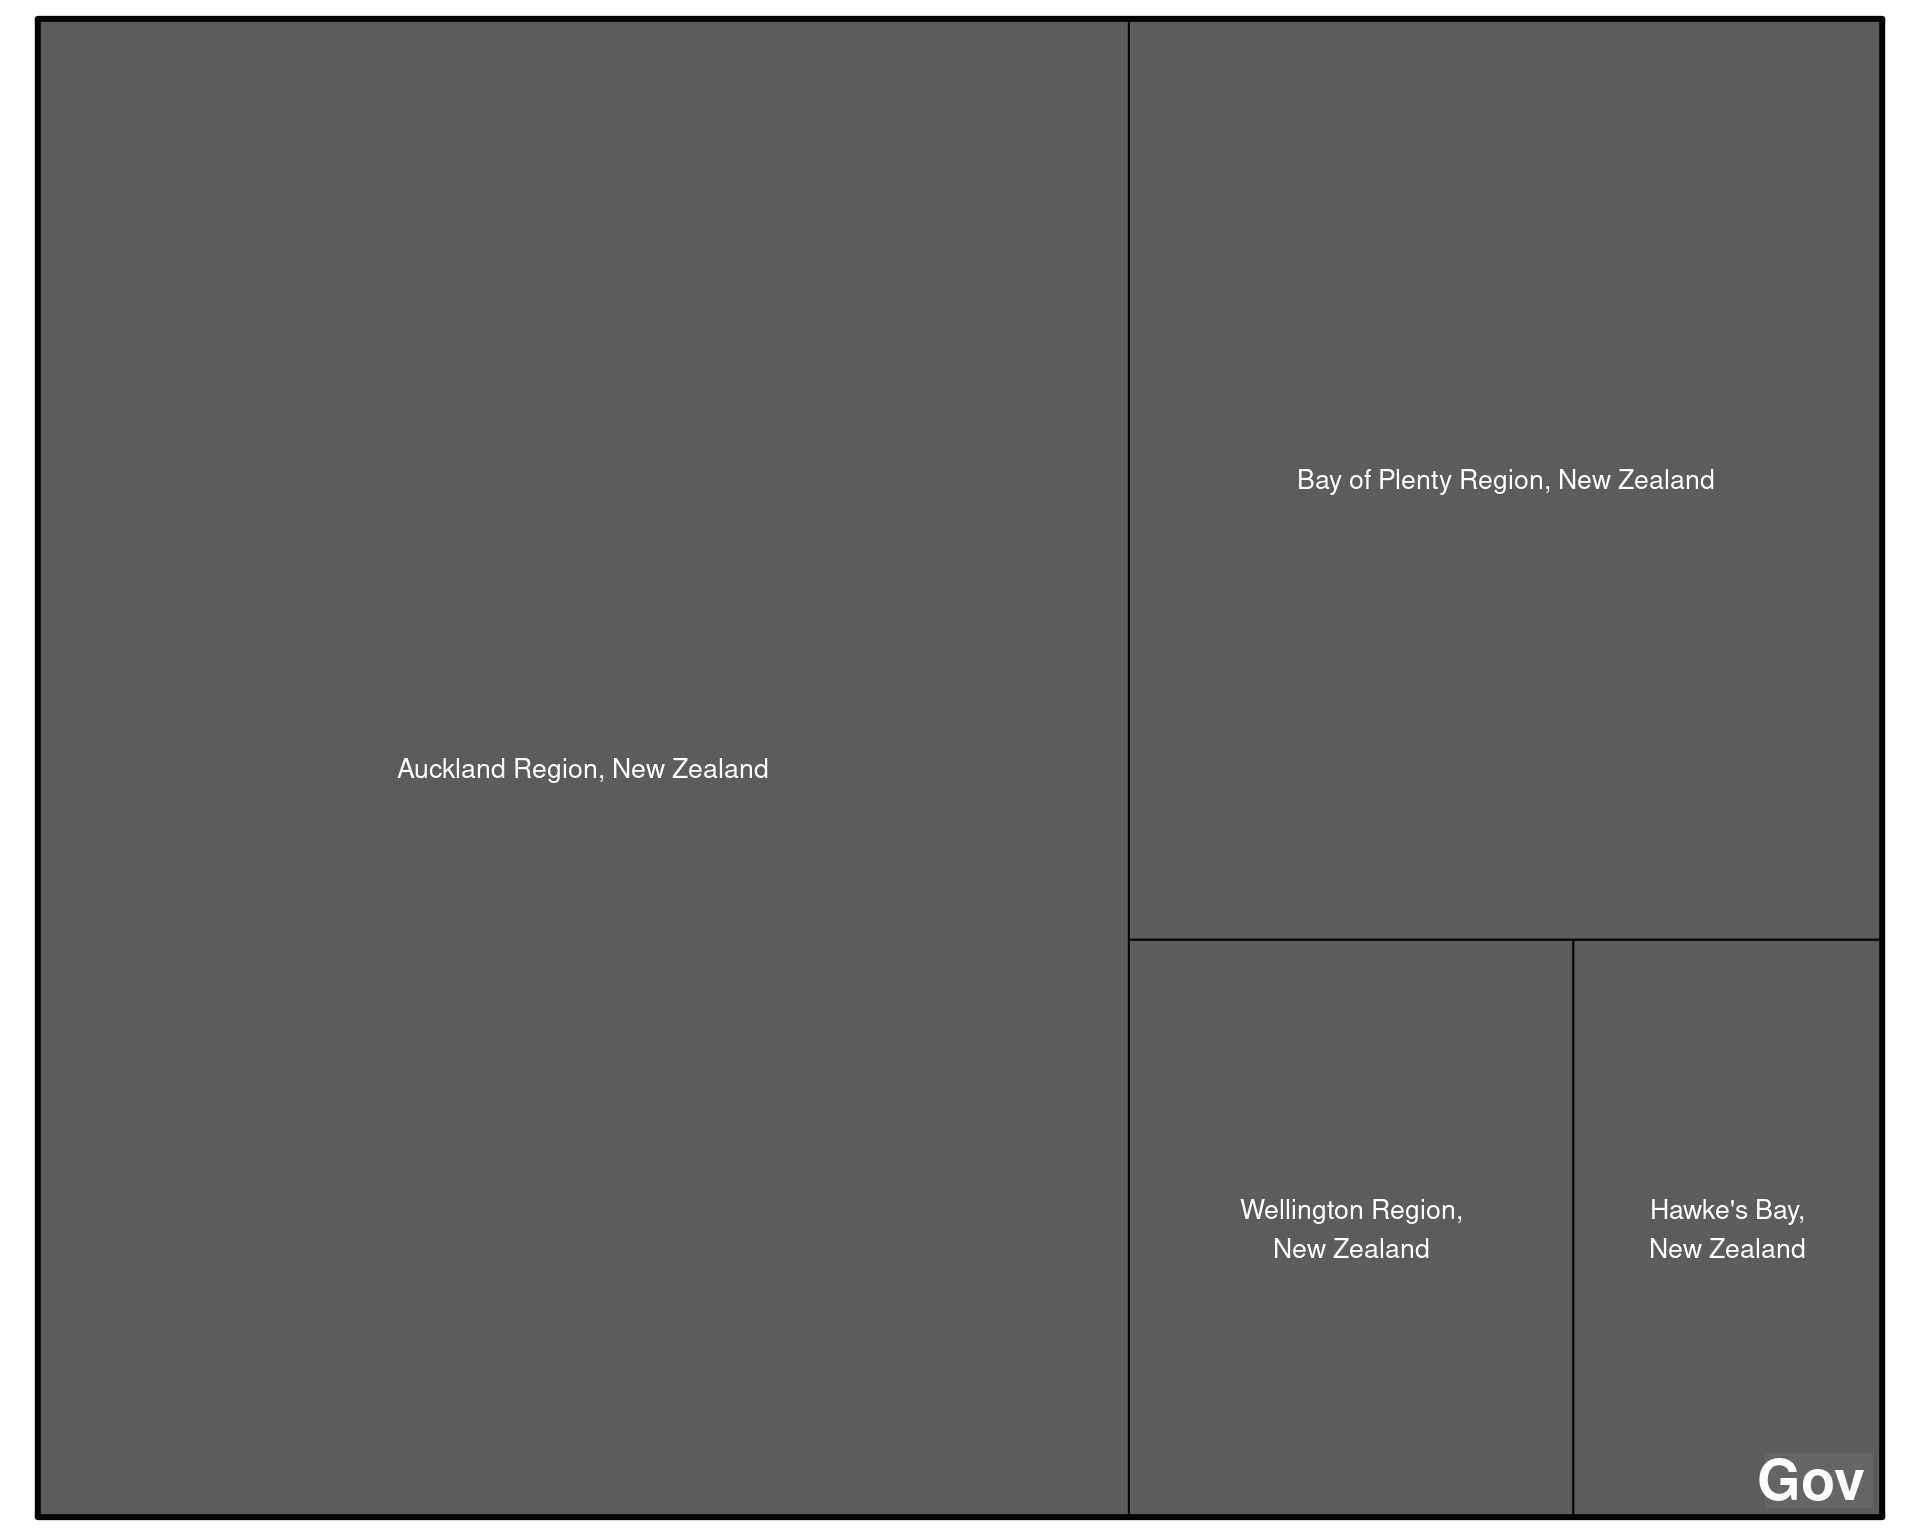 Bay of Plenty Region, New Zealand
Auckland Region, New Zealand
Wellington Region,
New Zealand
Hawke's Bay,
New Zealand
Gov